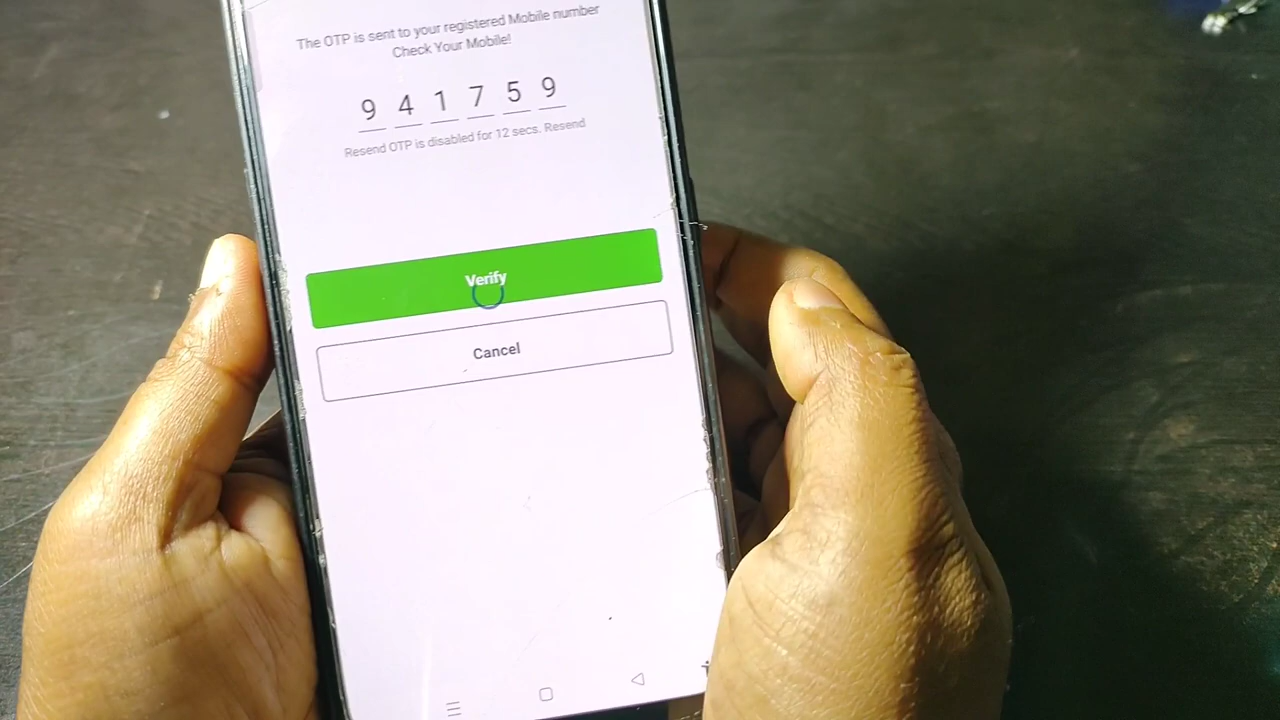 The OTP is sent to your registered Mobile number
Check Your Mobile!
9 4 1 7 5 9
Resend OTP is disabled for 12 secs. Resend
Verify
Cancel